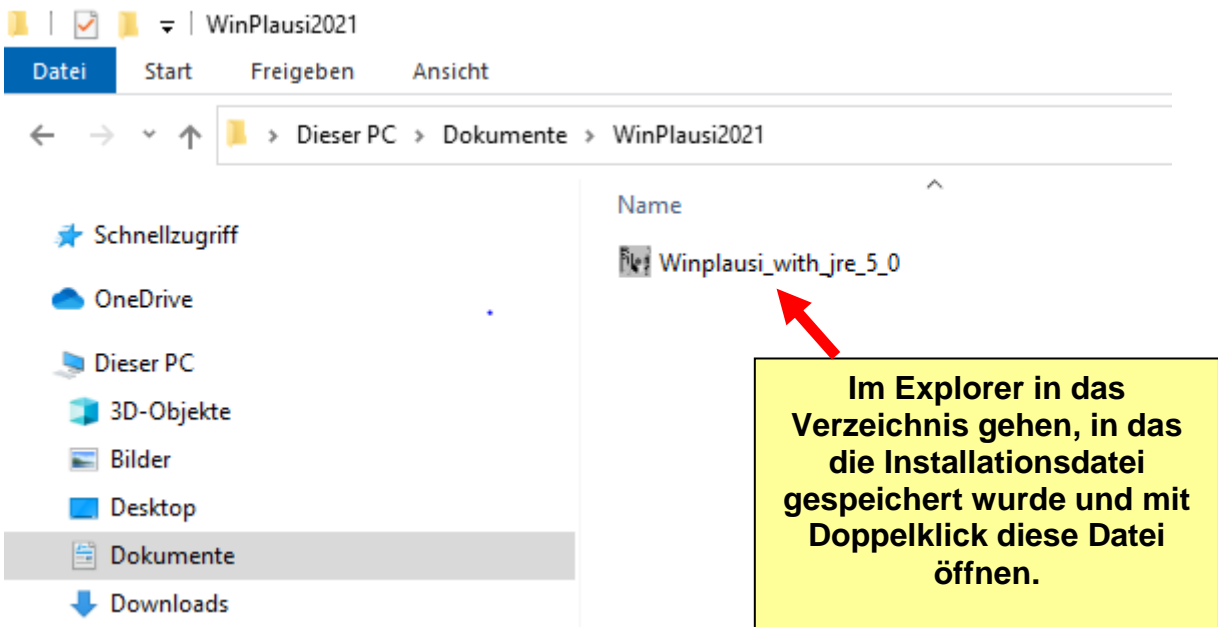 WinPlausi2021
Datei Start Freigeben Ansicht
Dieser PC > Dokumente > WinPlausi2021
Name
Schnellzugriff
Winplausi_with_jre_5_0
OneDrive
Dieser PC
3D-Objekte
Bilder
Desktop
Dokumente
Downloads
Im Explorer in das
Verzeichnis gehen, in das
die Installationsdatei
gespeichert wurde und mit
Doppelklick diese Datei
öffnen.